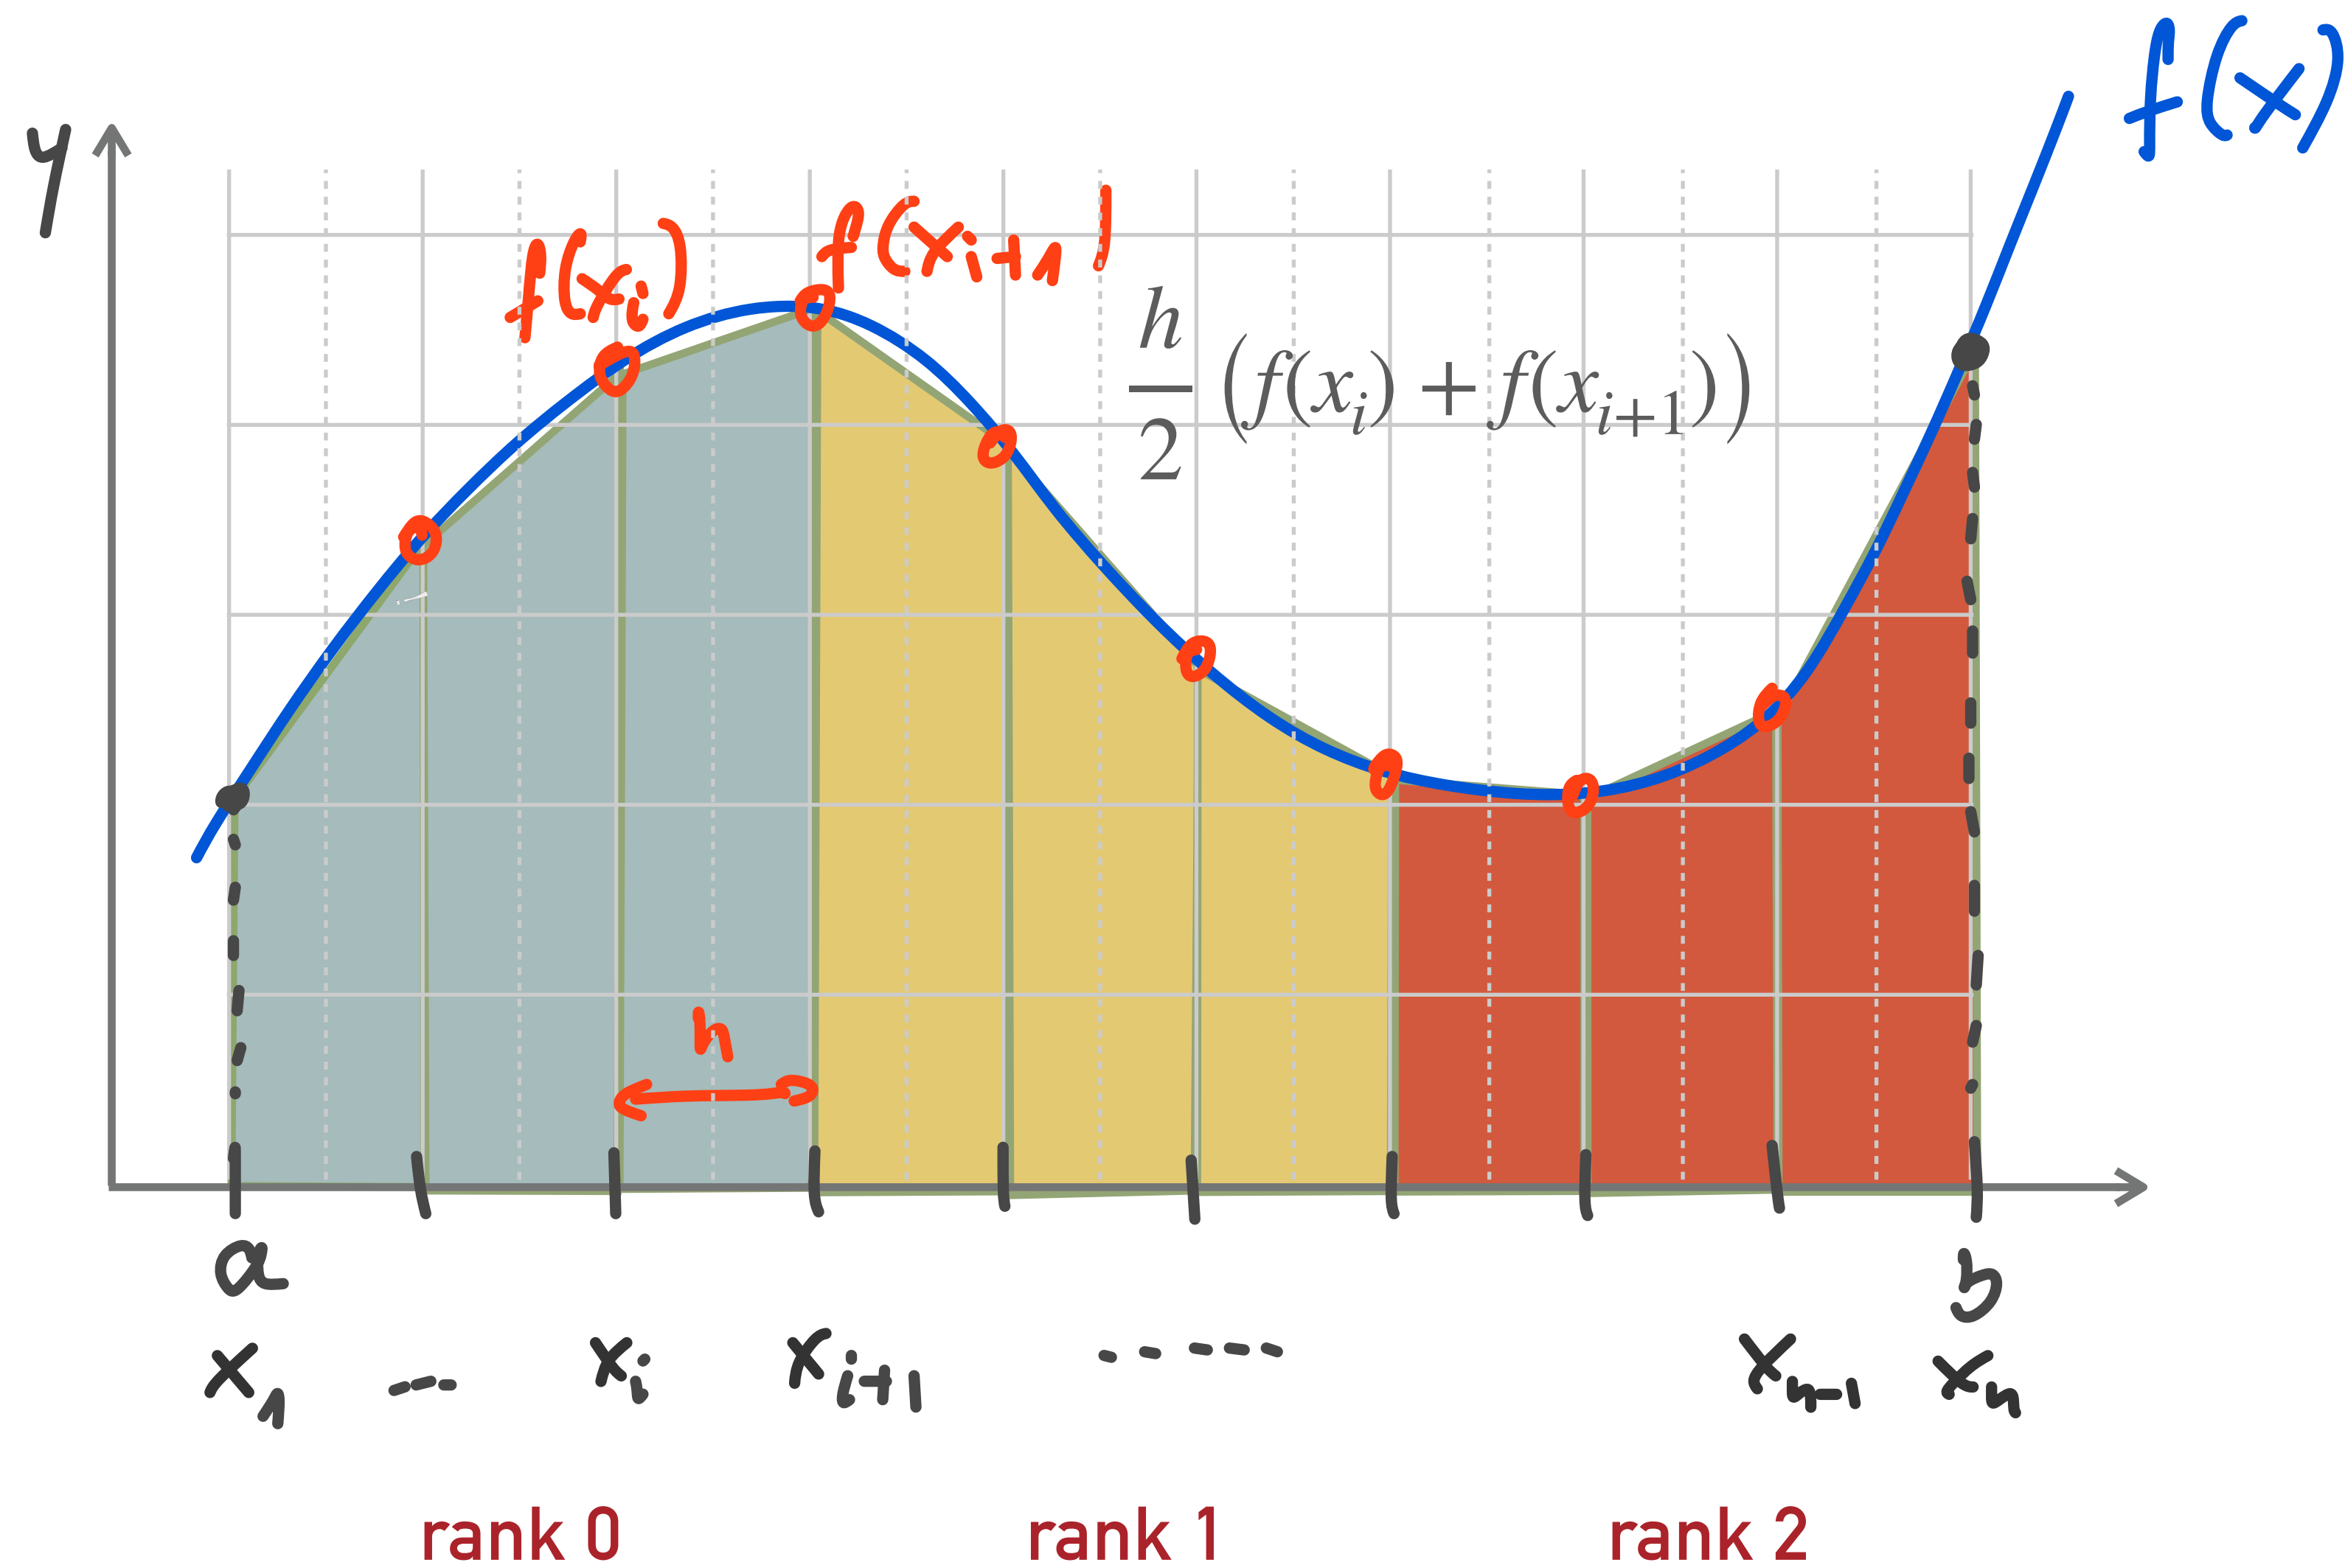 f(x)
y
f(xᵢ) f(xᵢ₊₁)
h/2 (f(xᵢ) + f(xᵢ₊₁))
h
a b
x₁ --- xᵢ xᵢ₊₁ ----- xₙ₋₁ xₙ
rank 0 rank 1 rank 2